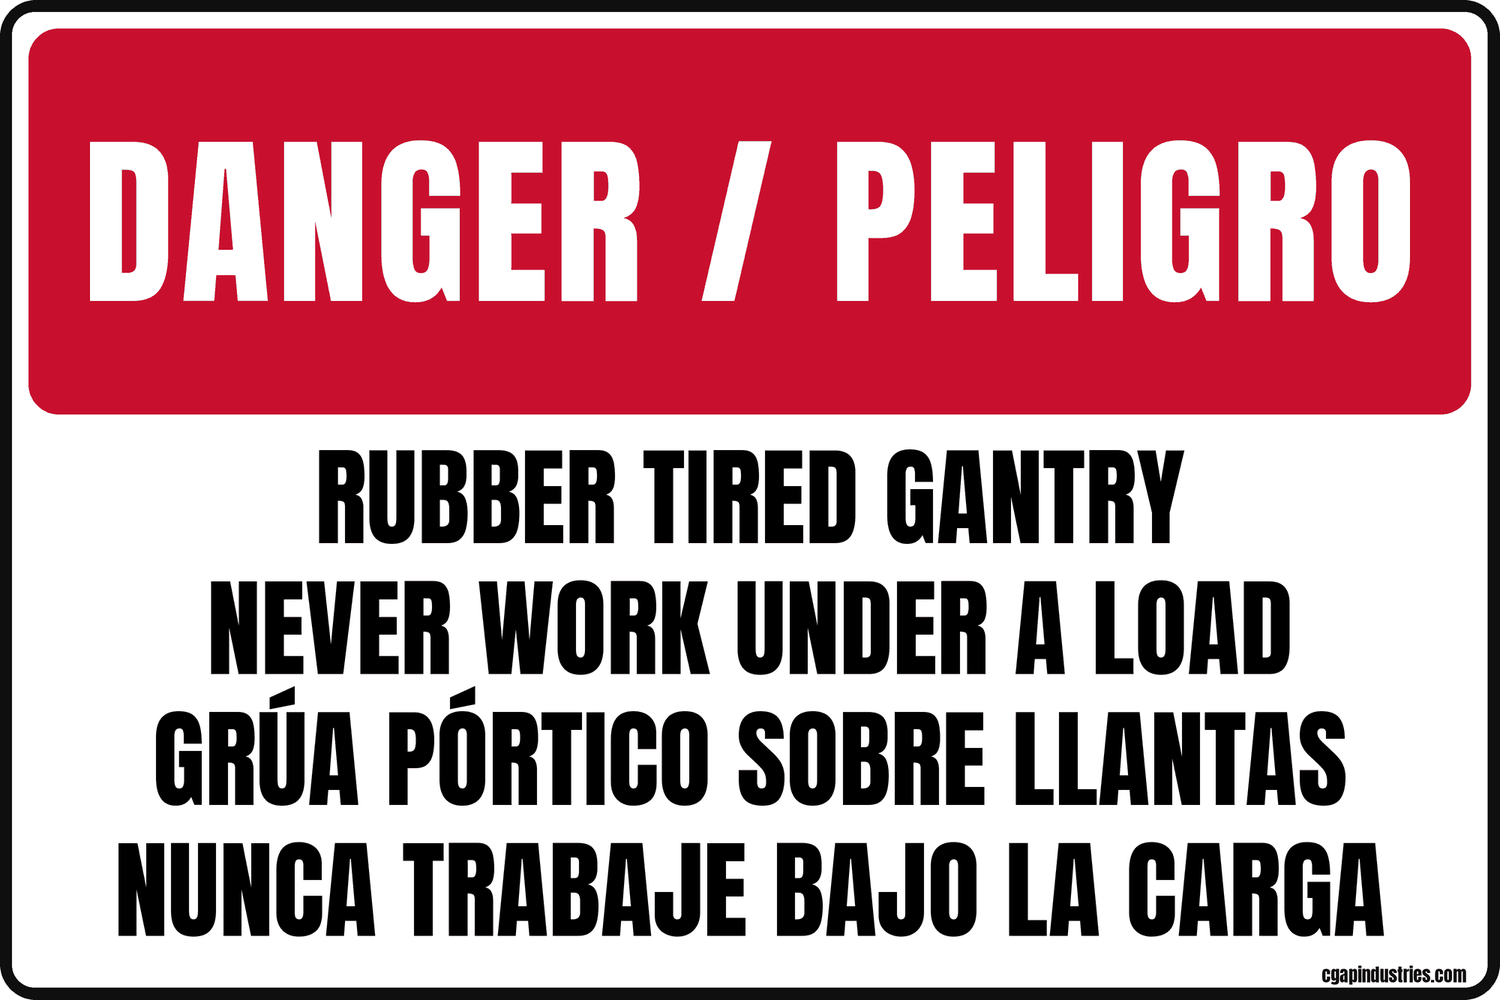 DANGER / PELIGRO
RUBBER TIRED GANTRY
NEVER WORK UNDER A LOAD
GRÚA PÓRTICO SOBRE LLANTAS
NUNCA TRABAJE BAJO LA CARGA
cgapindustries.com